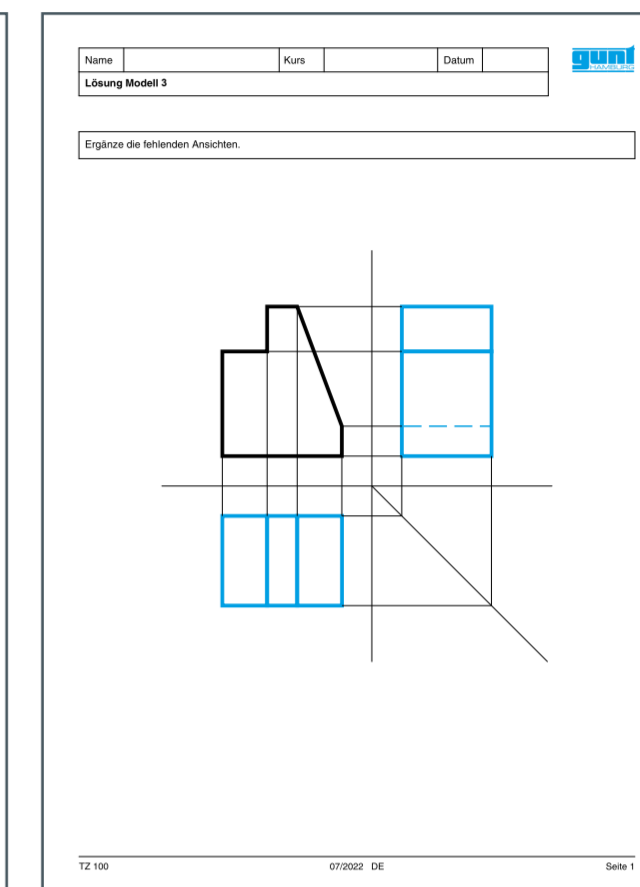 Name Kurs Datum
gunt
HAMBURG
Lösung Modell 3
Ergänze die fehlenden Ansichten.
TZ 100 07/2022 DE Seite 1